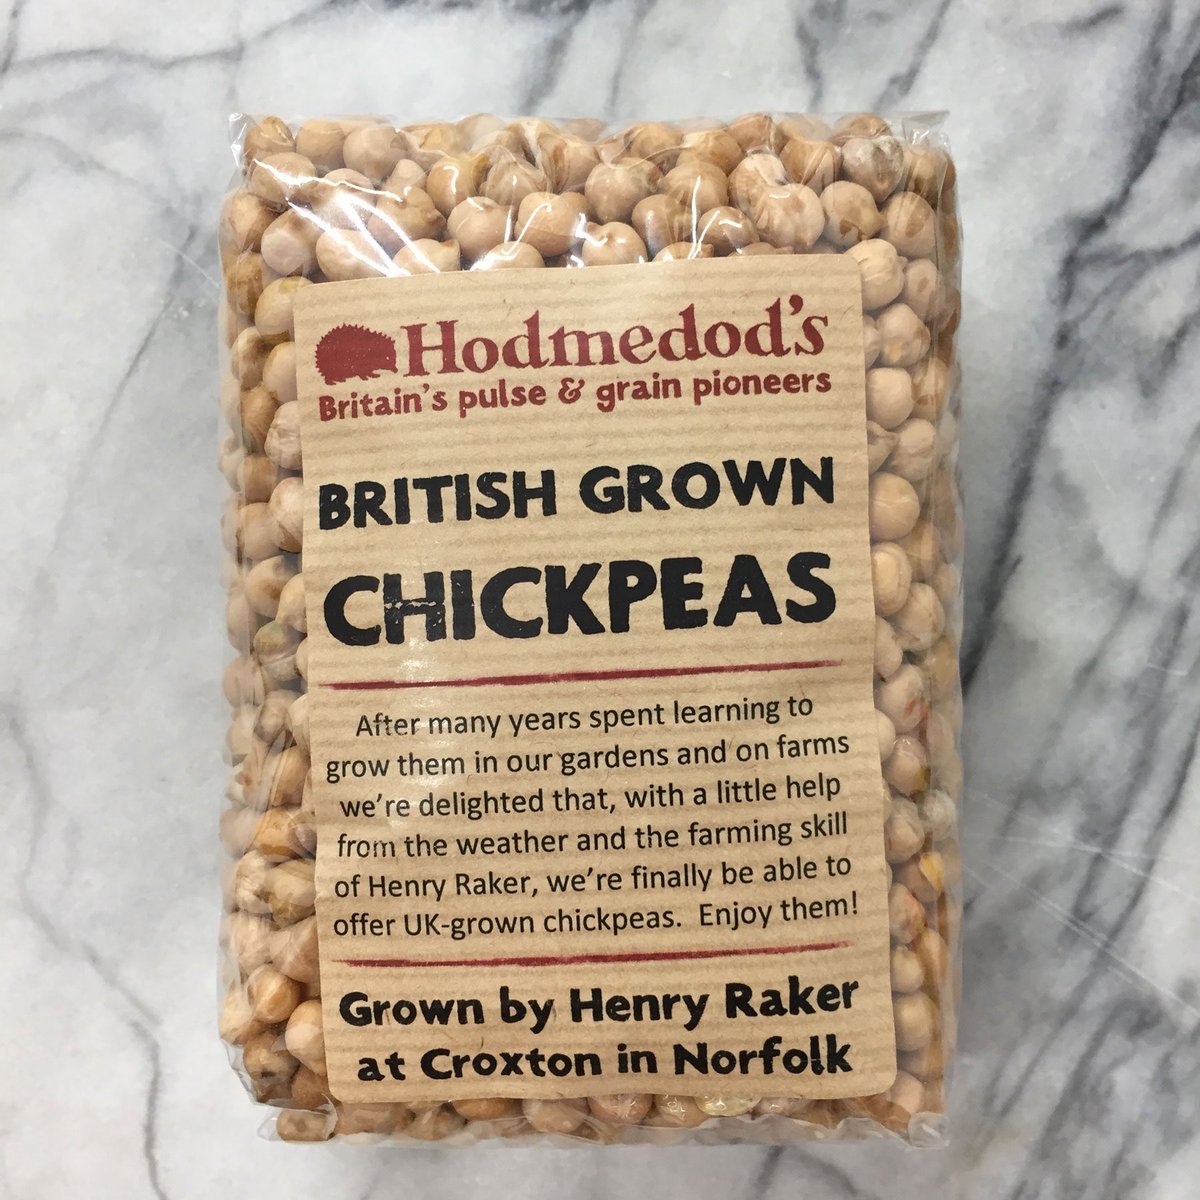 Hodmedod's
Britain's pulse & grain pioneers
BRITISH GROWN
CHICKPEAS
After many years spent learning to
grow them in our gardens and on farms
we're delighted that, with a little help
from the weather and the farming skill
of Henry Raker, we're finally be able to
offer UK-grown chickpeas. Enjoy them!
Grown by Henry Raker
at Croxton in Norfolk